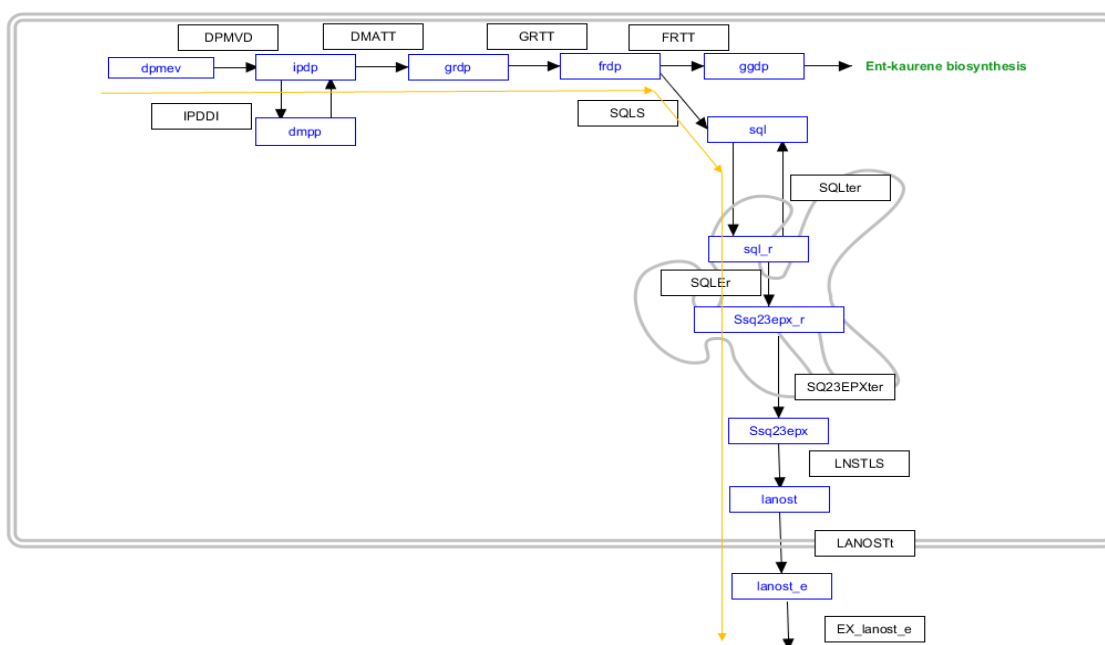 DPMVD
DMATT
GRTT
FRTT
dpmev
ipdp
grdp
frdp
ggdp
Ent-kaurene biosynthesis
IPDDI
SQLS
dmpp
sql
SQLter
sql_r
SQLEr
Ssq23epx_r
SQ23EPXter
Ssq23epx
LNSTLS
lanost
LANOSTt
lanost_e
EX_lanost_e